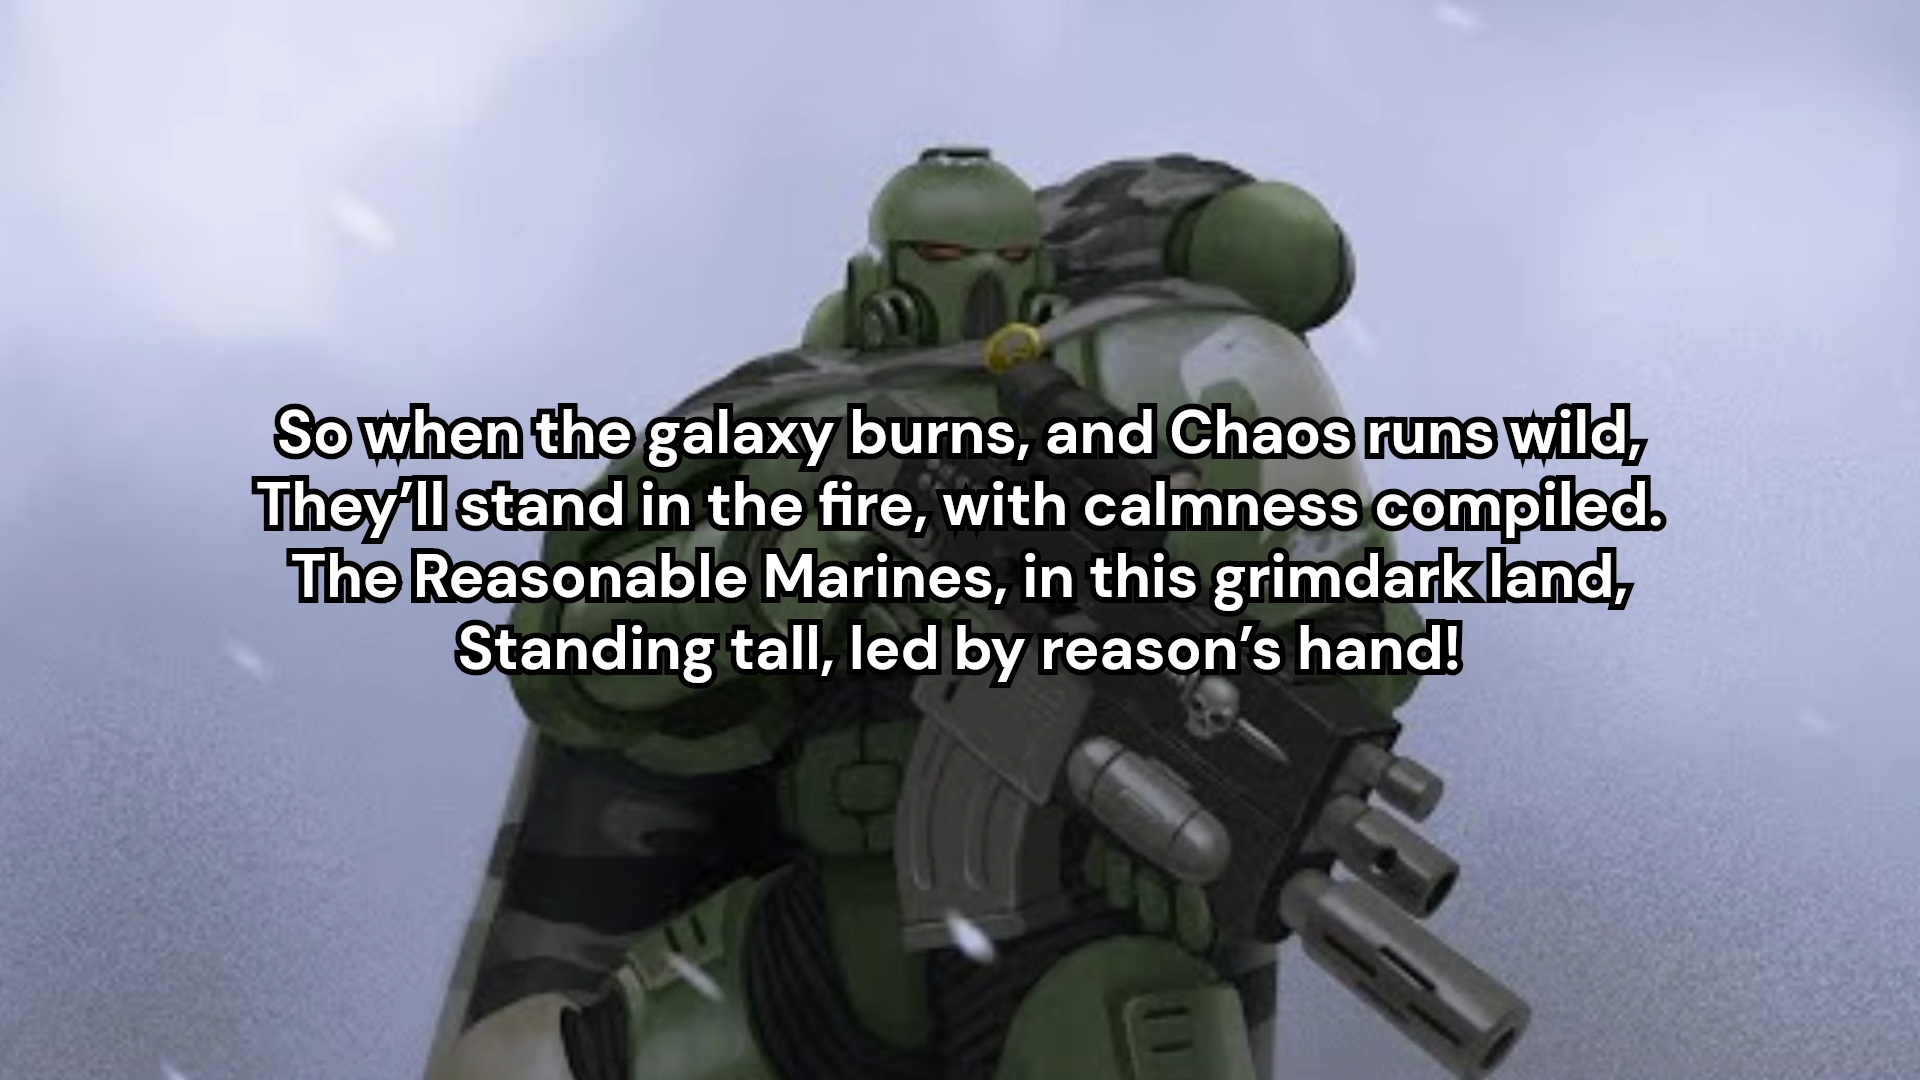 So when the galaxy burns, and Chaos runs wild,
They’ll stand in the fire, with calmness compiled.
The Reasonable Marines, in this grimdark land,
Standing tall, led by reason’s hand!